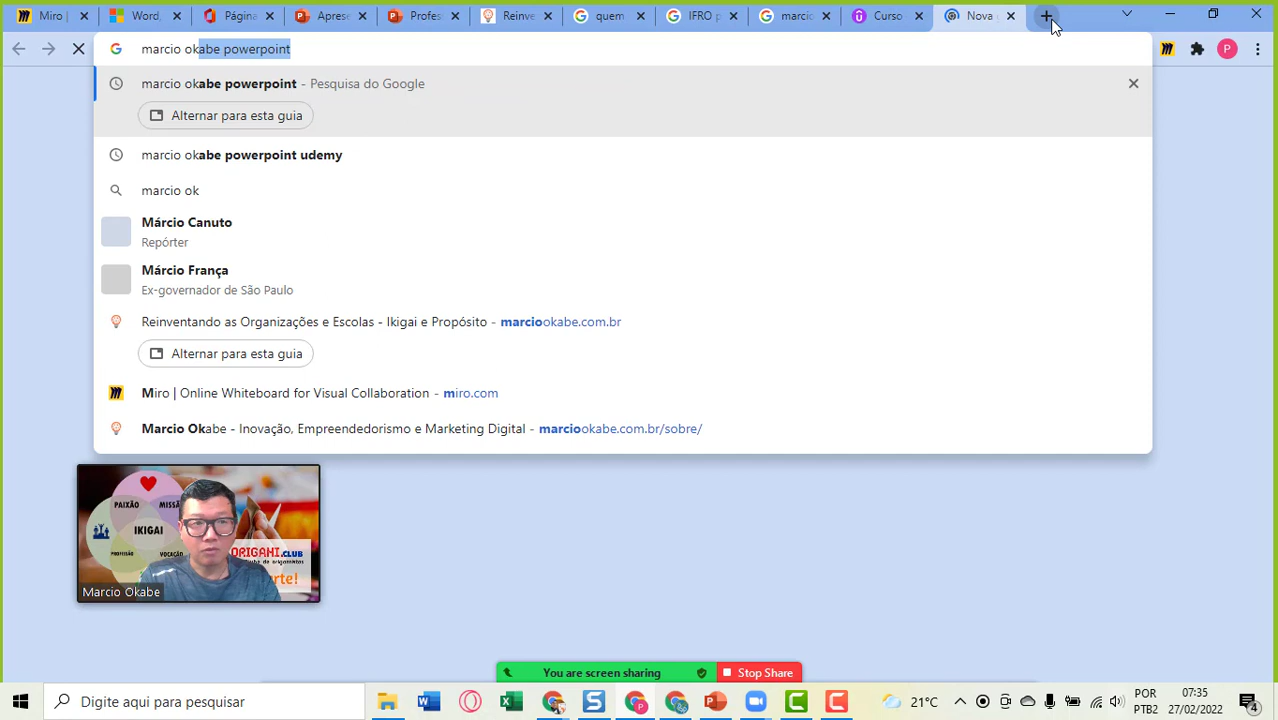 Miro |
Word,
Página
Aprese
Profes
Reinve
quem
IFRO p
marcio
Curso
Nova g
marcio okabe powerpoint
P
marcio okabe powerpoint - Pesquisa do Google
Alternar para esta guia
marcio okabe powerpoint udemy
marcio ok
Márcio Canuto
Repórter
Márcio França
Ex-governador de São Paulo
Reinventando as Organizações e Escolas - Ikigai e Propósito - marciookabe.com.br
Alternar para esta guia
Miro | Online Whiteboard for Visual Collaboration - miro.com
Marcio Okabe - Inovação, Empreendedorismo e Marketing Digital - marciookabe.com.br/sobre/
PAIXÃO
MISSÃ
IKIGAI
PROFISSÃO
VOCAÇÃO
ORIGAMI.CLUB
arte!
Marcio Okabe
You are screen sharing
Stop Share
Digite aqui para pesquisar
21°C
POR
PTB2
07:35
27/02/2022
4